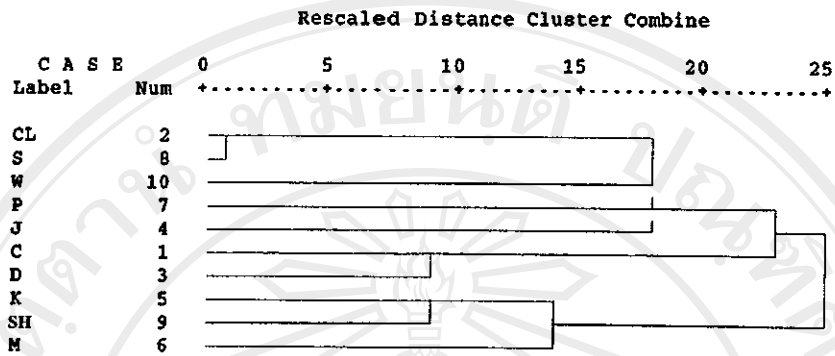 Rescaled Distance Cluster Combine
C A S E 0 5 10 15 20 25
Label Num +---------+---------+---------+---------+---------+
CL 2
S 8
W 10
P 7
J 4
C 1
D 3
K 5
SH 9
M 6